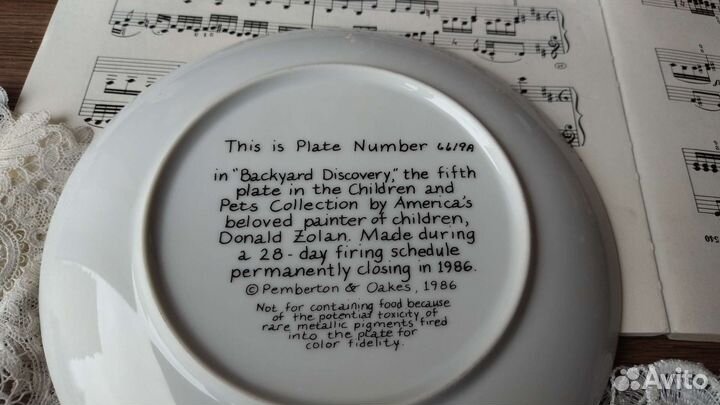 This is Plate Number 6619A
in "Backyard Discovery," the fifth
plate in the Children and
Pets Collection by America's
beloved painter of children,
Donald Zolan. Made during
a 28-day firing schedule
permanently closing in 1986.
© Pemberton & Oakes, 1986
Not for containing food because
of the potential toxicity of
rare metallic pigments fired
into the plate for
color fidelity.
Avito